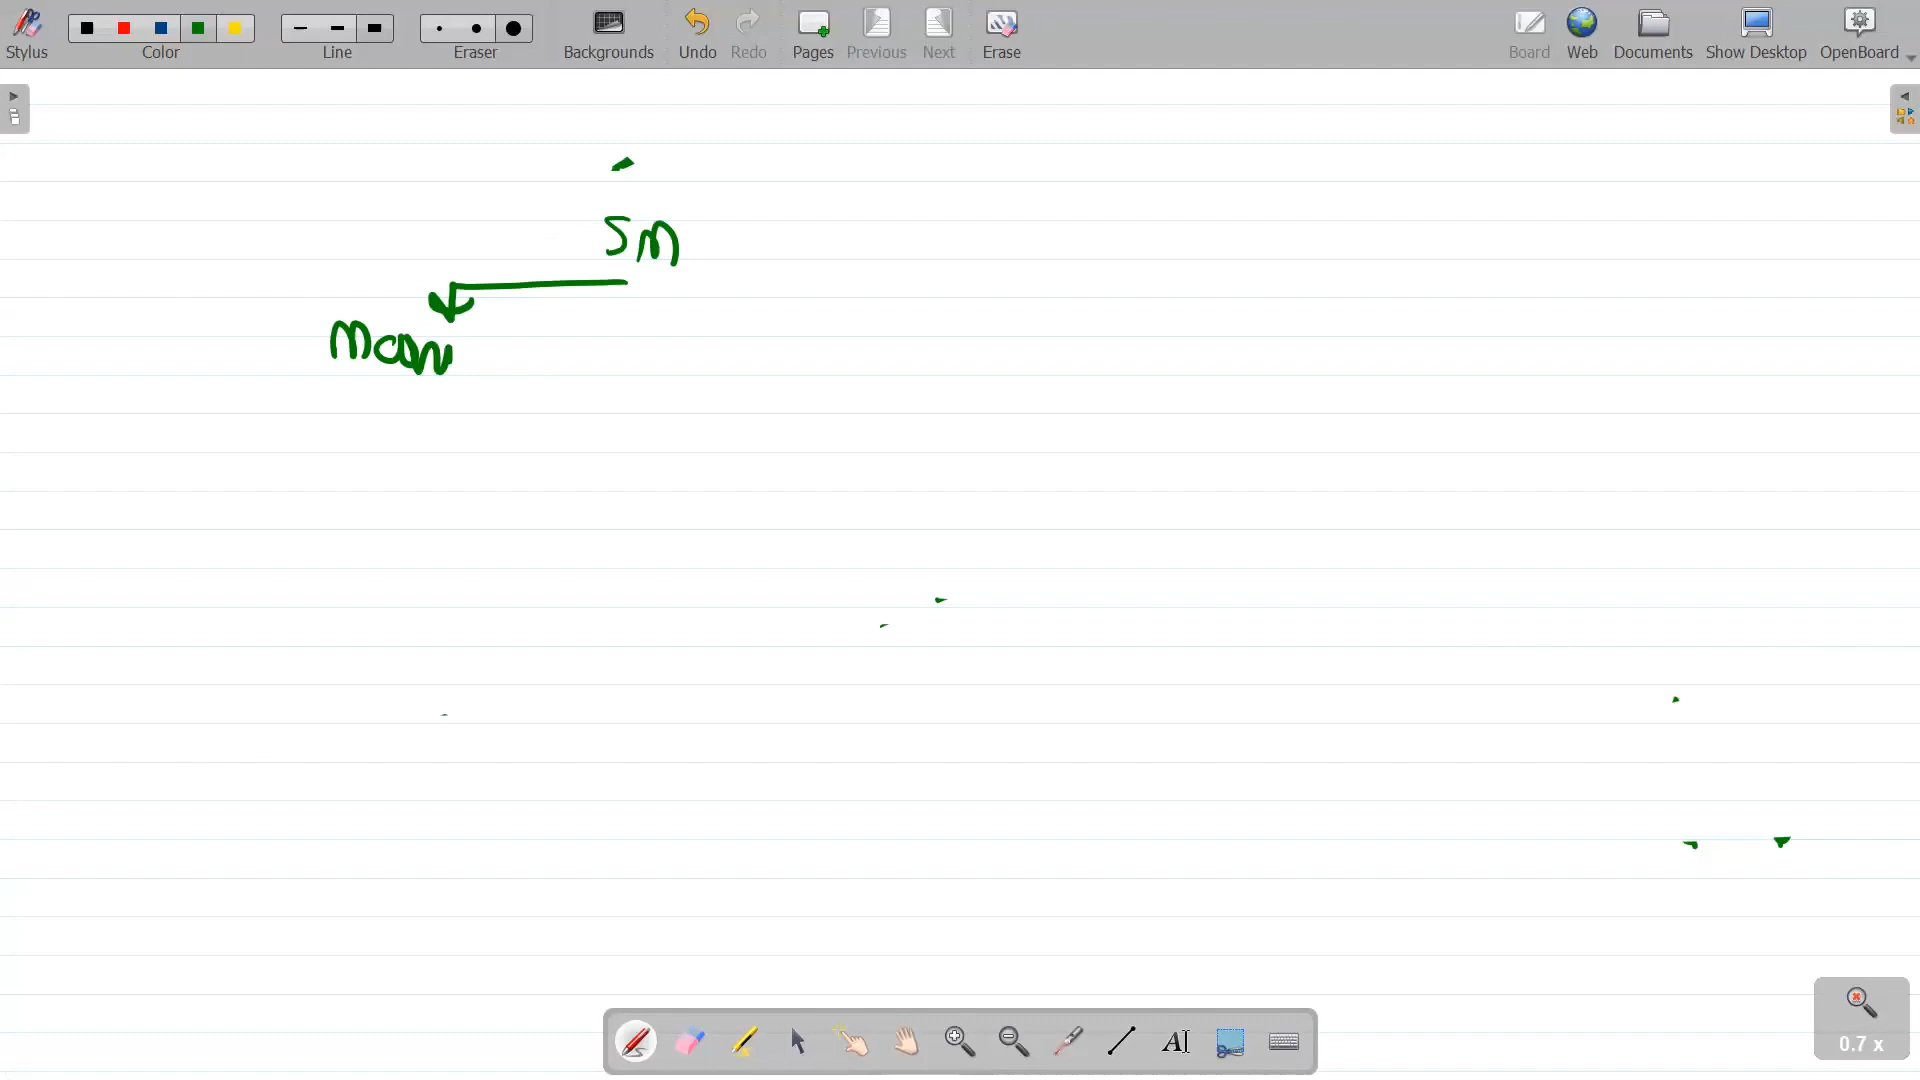 Stylus Color Line Eraser Backgrounds Undo Redo Pages Previous Next Erase Board Web Documents Show Desktop OpenBoard
Sm
0.7 x